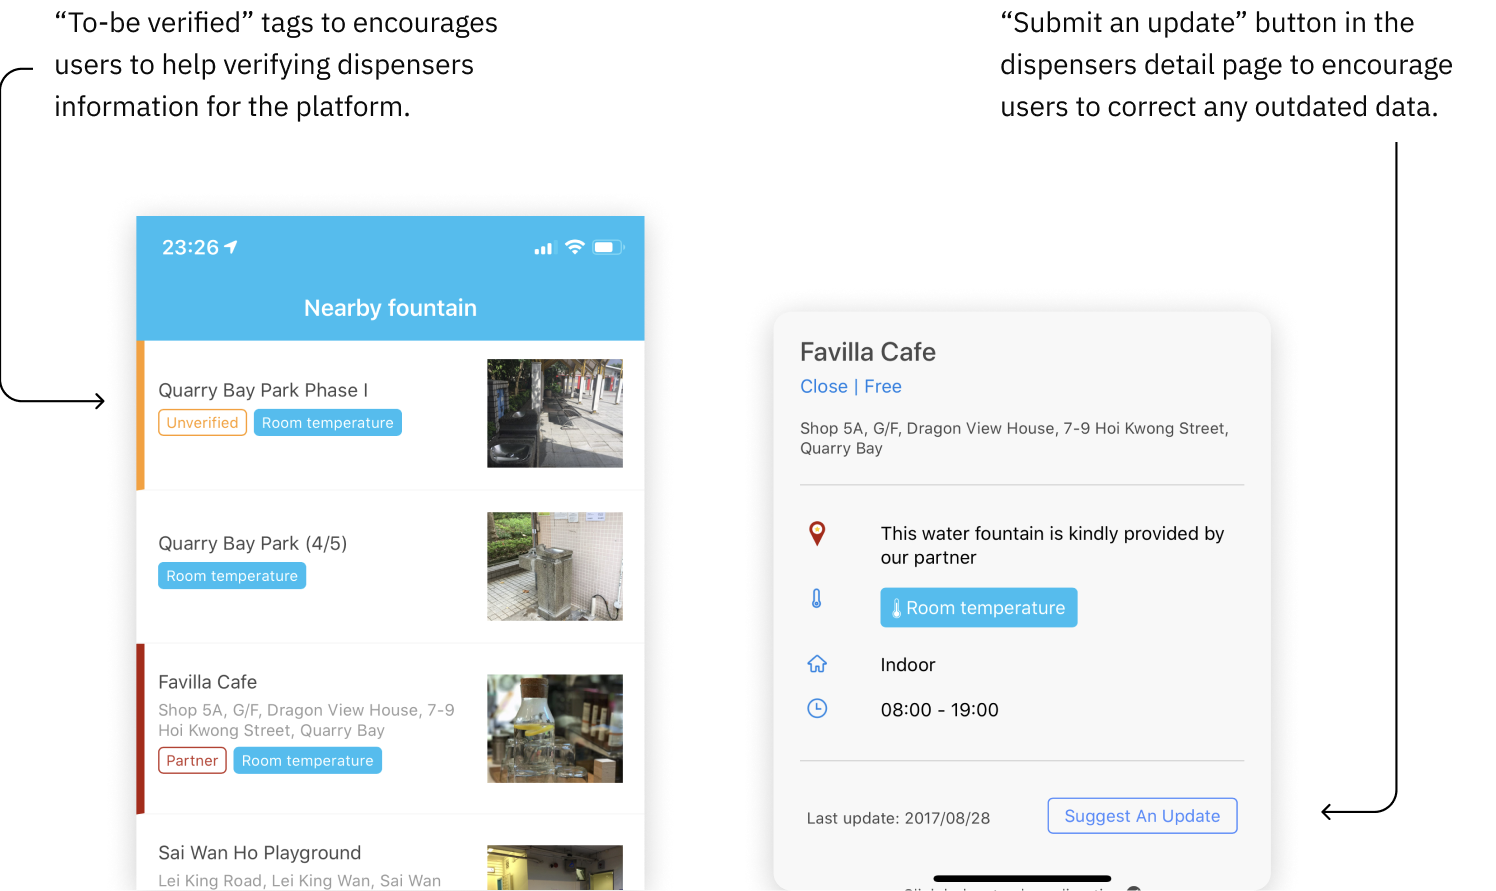 “To-be verified” tags to encourages
users to help verifying dispensers
information for the platform.
“Submit an update” button in the
dispensers detail page to encourage
users to correct any outdated data.
23:26
Nearby fountain
Quarry Bay Park Phase I
Unverified
Room temperature
Quarry Bay Park (4/5)
Room temperature
Favilla Cafe
Shop 5A, G/F, Dragon View House, 7-9
Hoi Kwong Street, Quarry Bay
Partner
Room temperature
Sai Wan Ho Playground
Lei King Road, Lei King Wan, Sai Wan
Favilla Cafe
Close | Free
Shop 5A, G/F, Dragon View House, 7-9 Hoi Kwong Street,
Quarry Bay
This water fountain is kindly provided by
our partner
Room temperature
Indoor
08:00 - 19:00
Last update: 2017/08/28
Suggest An Update